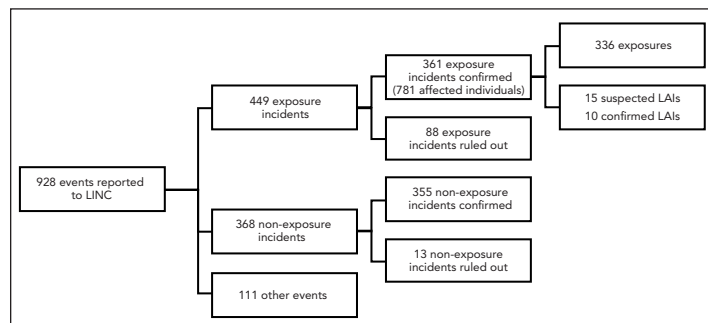 928 events reported
to LINC
449 exposure
incidents
368 non-exposure
incidents
111 other events
361 exposure
incidents confirmed
(781 affected individuals)
88 exposure
incidents ruled out
355 non-exposure
incidents confirmed
13 non-exposure
incidents ruled out
336 exposures
15 suspected LAIs
10 confirmed LAIs